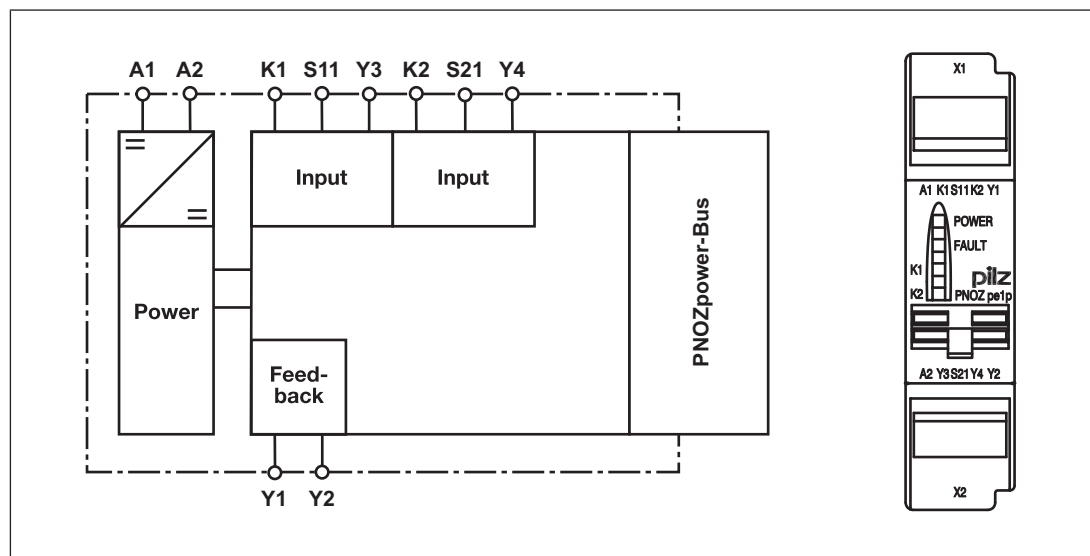 A1 A2 K1 S11 Y3 K2 S21 Y4
Input Input
Power
Feed-
back
PNOZpower-Bus
Y1 Y2
X1
A1 K1 S11 K2 Y1
POWER
FAULT
K1
pilz
K2 PNOZ pe1p
A2 Y3 S21 Y4 Y2
X2